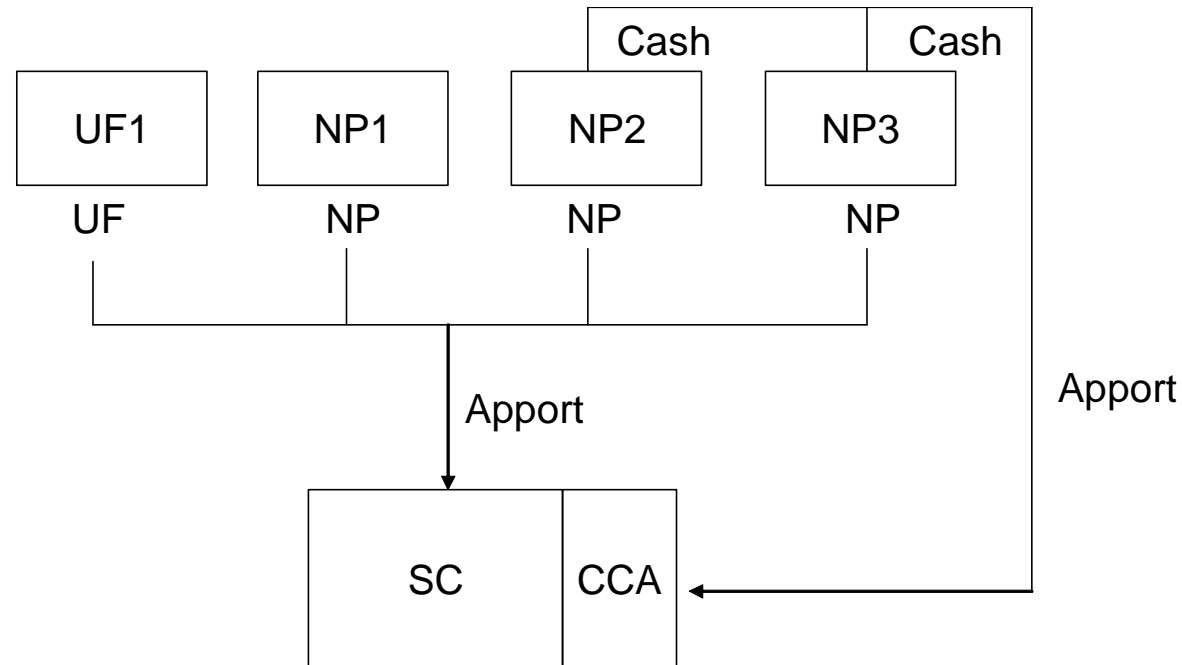 Cash Cash
UF1 NP1 NP2 NP3
UF NP NP NP
Apport
Apport
SC CCA